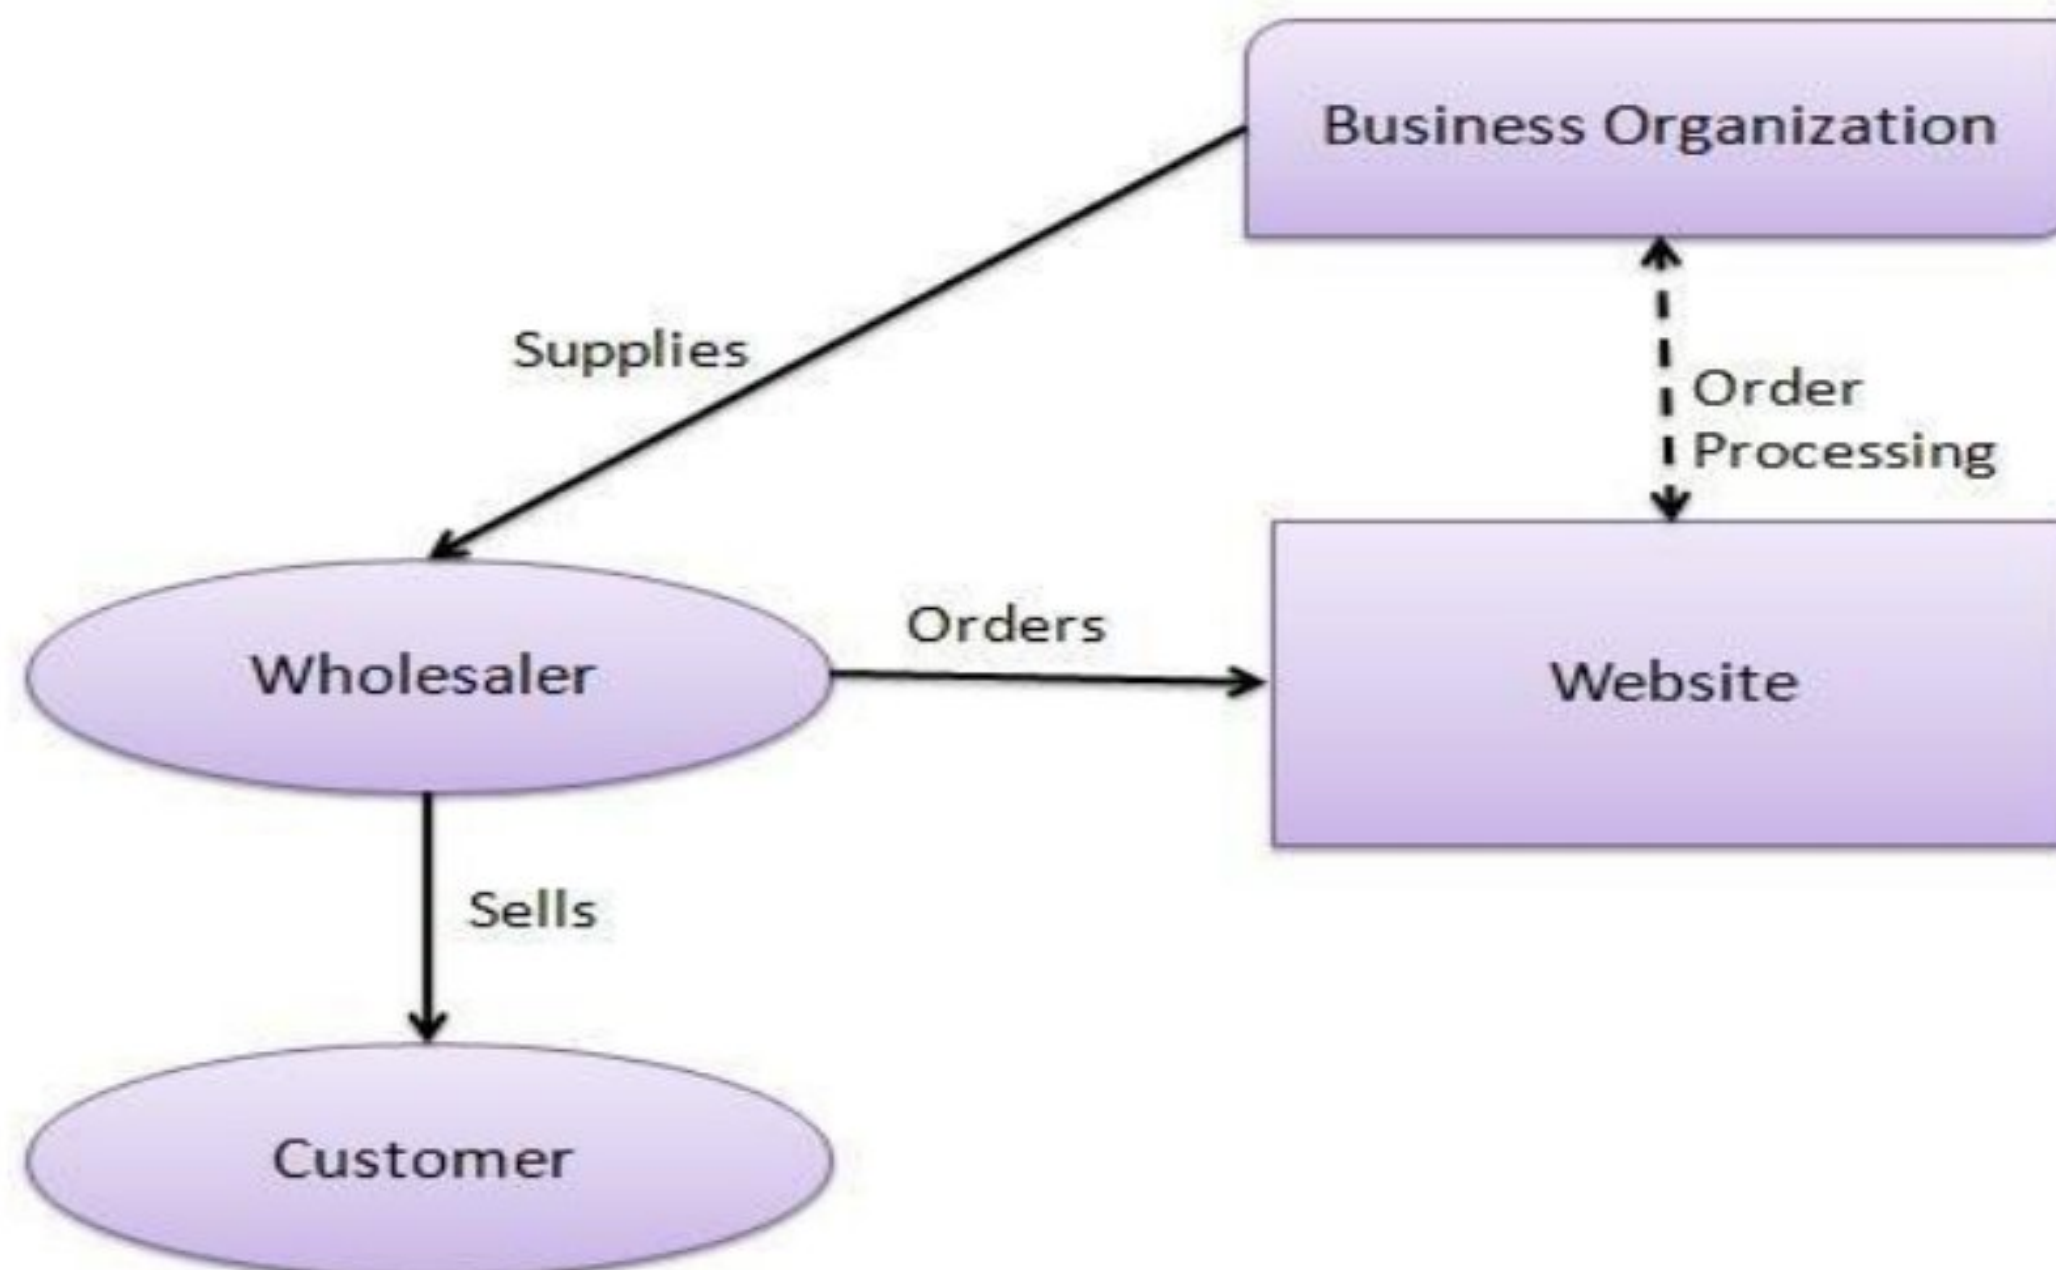 Business Organization
Supplies
Order
Processing
Orders
Wholesaler
Website
Sells
Customer